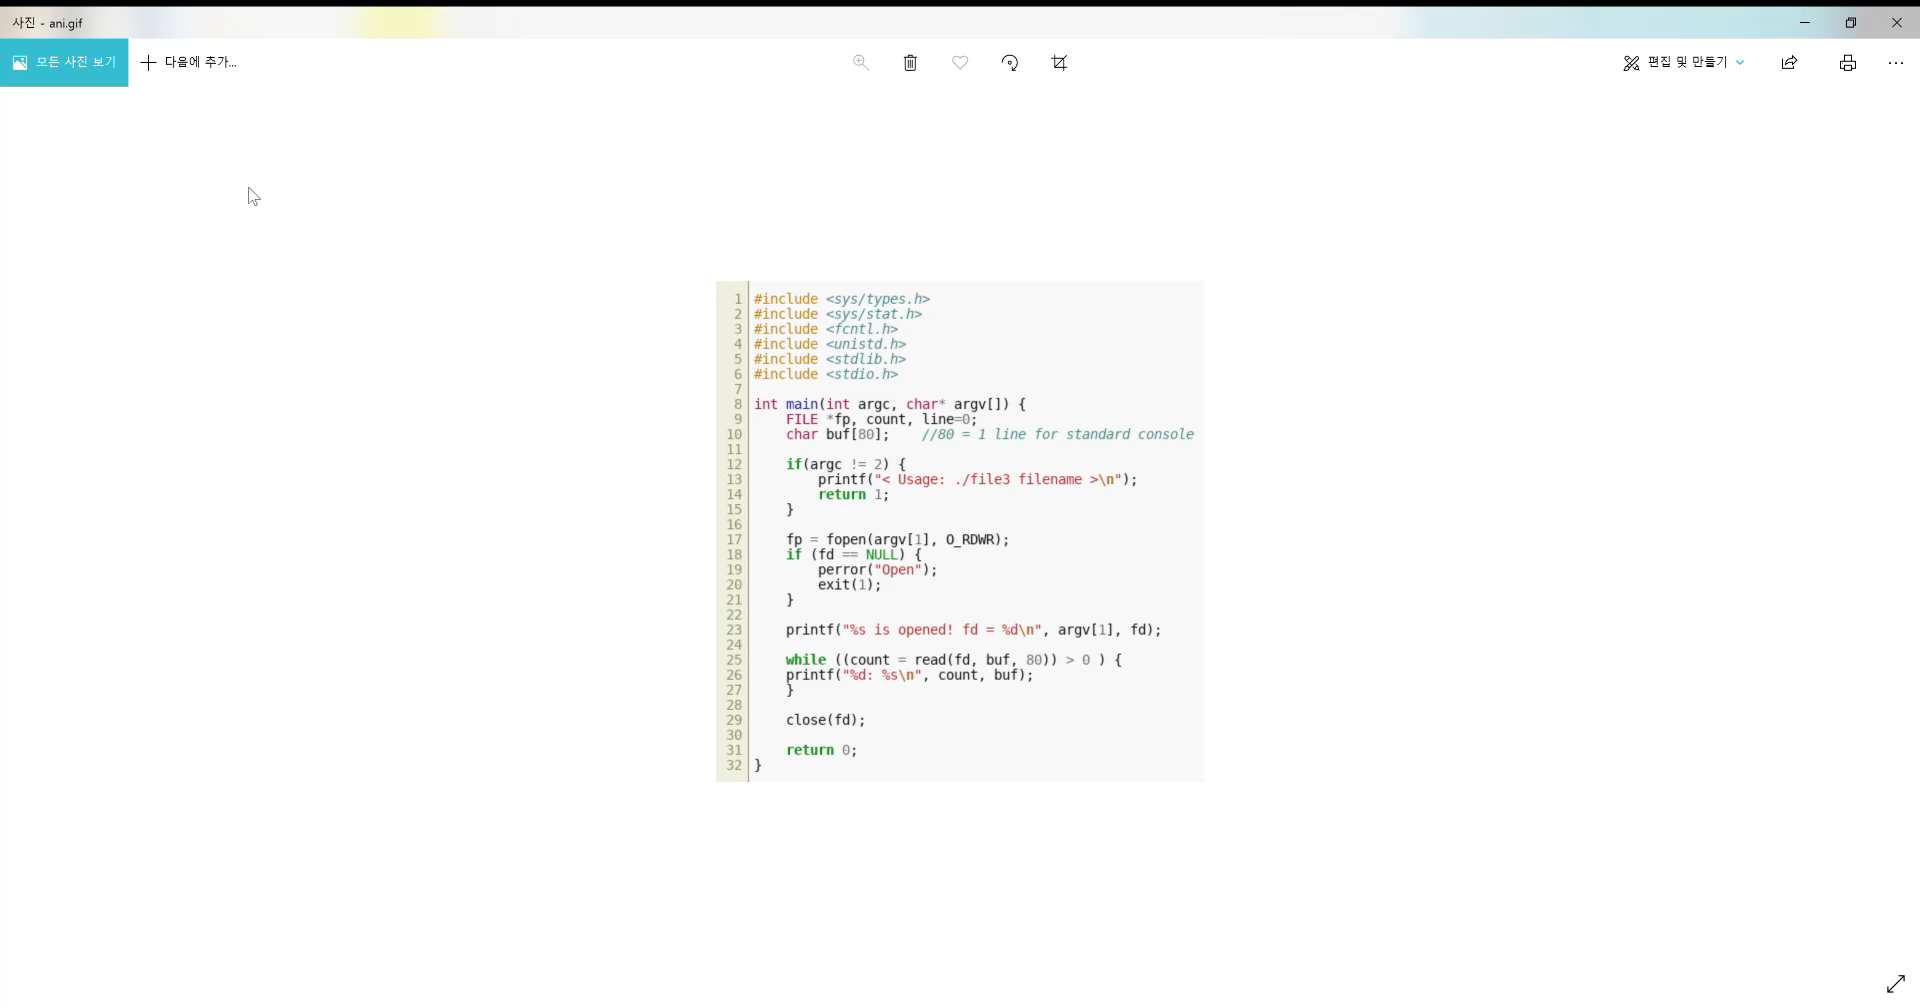 사진 - ani.gif
모든 사진 보기
다음에 추가...
편집 및 만들기
1 #include <sys/types.h>
2 #include <sys/stat.h>
3 #include <fcntl.h>
4 #include <unistd.h>
5 #include <stdlib.h>
6 #include <stdio.h>
7
8 int main(int argc, char* argv[]) {
9     FILE *fp, count, line=0;
10     char buf[80];    //80 = 1 line for standard console
11
12     if(argc != 2) {
13         printf("< Usage: ./file3 filename >\n");
14         return 1;
15     }
16
17     fp = fopen(argv[1], O_RDWR);
18     if (fd == NULL) {
19         perror("Open");
20         exit(1);
21     }
22
23     printf("%s is opened! fd = %d\n", argv[1], fd);
24
25     while ((count = read(fd, buf, 80)) > 0 ) {
26     printf("%d: %s\n", count, buf);
27     }
28
29     close(fd);
30
31     return 0;
32 }